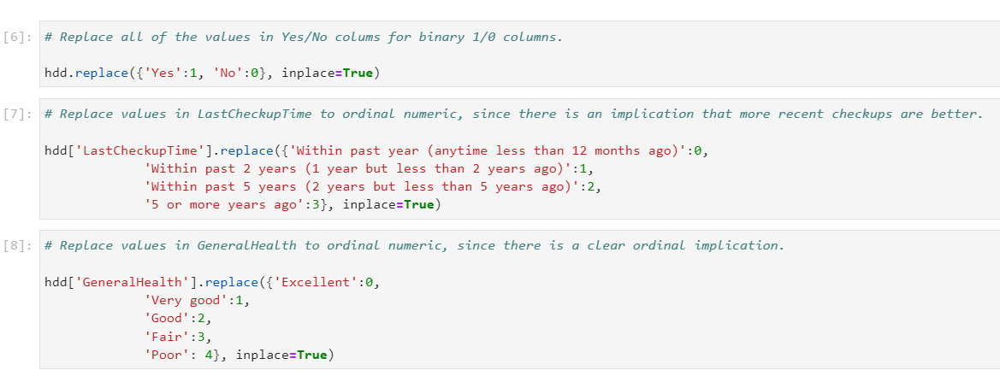 [6]: # Replace all of the values in Yes/No colums for binary 1/0 columns.
hdd.replace({'Yes':1, 'No':0}, inplace=True)
[7]: # Replace values in LastCheckupTime to ordinal numeric, since there is an implication that more recent checkups are better.
hdd['LastCheckupTime'].replace({'Within past year (anytime less than 12 months ago)':0,
'Within past 2 years (1 year but less than 2 years ago)':1,
'Within past 5 years (2 years but less than 5 years ago)':2,
'5 or more years ago':3}, inplace=True)
[8]: # Replace values in GeneralHealth to ordinal numeric, since there is a clear ordinal implication.
hdd['GeneralHealth'].replace({'Excellent':0,
'Very good':1,
'Good':2,
'Fair':3,
'Poor': 4}, inplace=True)